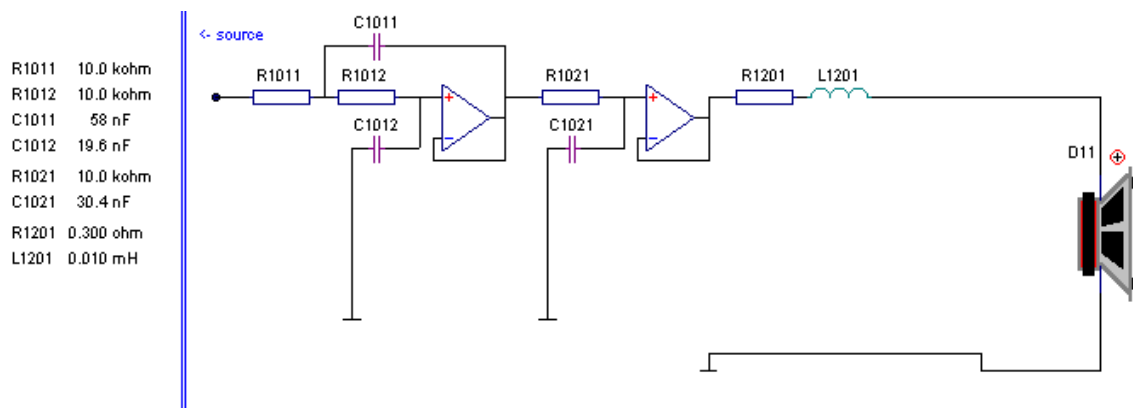 R1011 10.0 kohm
R1012 10.0 kohm
C1011 58 nF
C1012 19.6 nF
R1021 10.0 kohm
C1021 30.4 nF
R1201 0.300 ohm
L1201 0.010 mH
<- source
C1011
R1011
R1012
C1012
R1021
C1021
R1201
L1201
D11